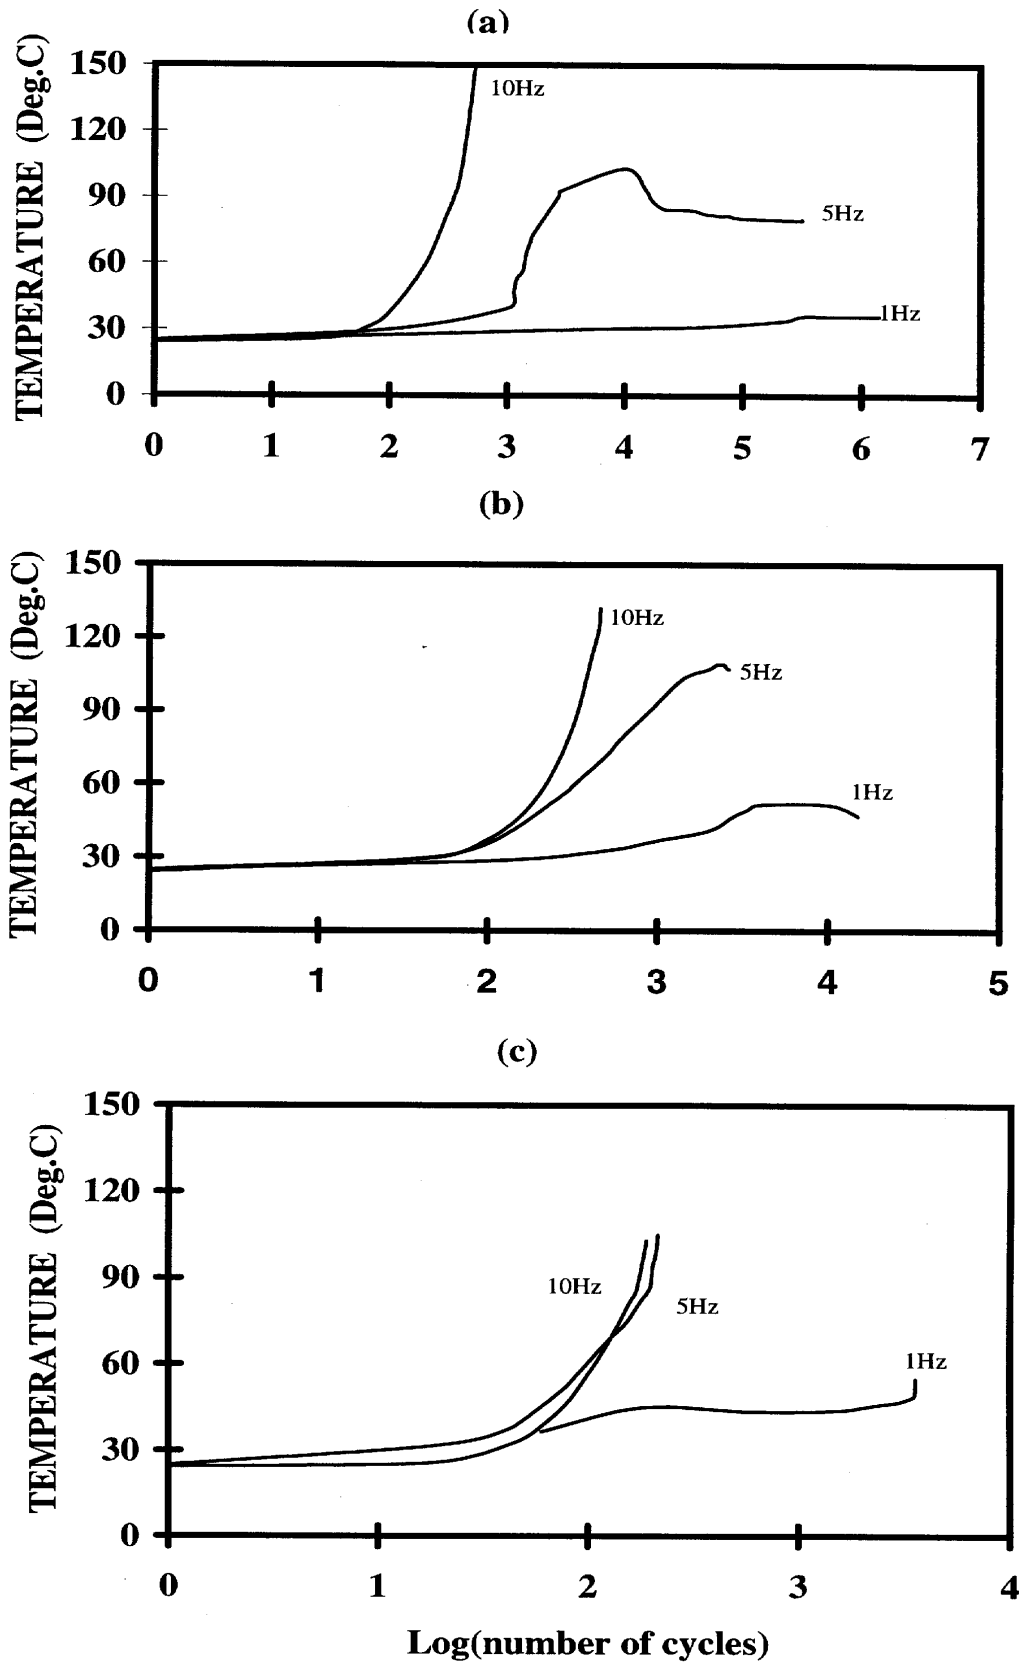 (a)
TEMPERATURE (Deg.C)
150
120
90
60
30
0
10Hz
5Hz
1Hz
0 1 2 3 4 5 6 7
(b)
TEMPERATURE (Deg.C)
150
120
90
60
30
0
10Hz
5Hz
1Hz
0 1 2 3 4 5
(c)
TEMPERATURE (Deg.C)
150
120
90
60
30
0
10Hz
5Hz
1Hz
0 1 2 3 4
Log(number of cycles)